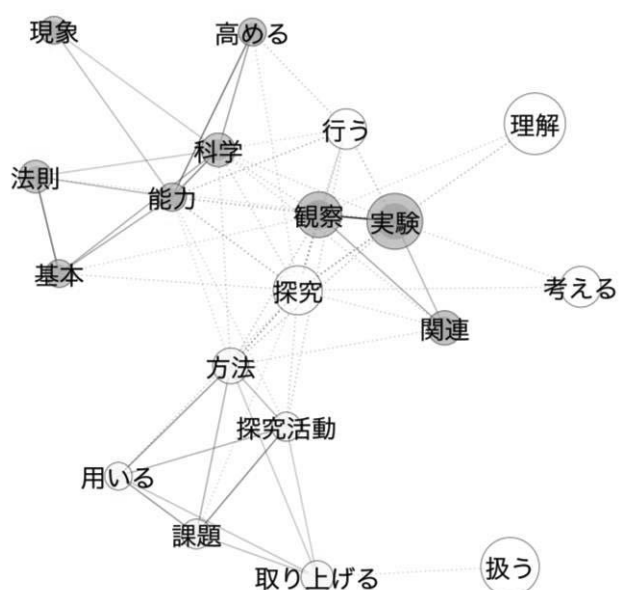 現象
高める
行う
理解
科学
法則
能力
観察
実験
基本
探究
考える
関連
方法
探究活動
用いる
課題
取り上げる
扱う